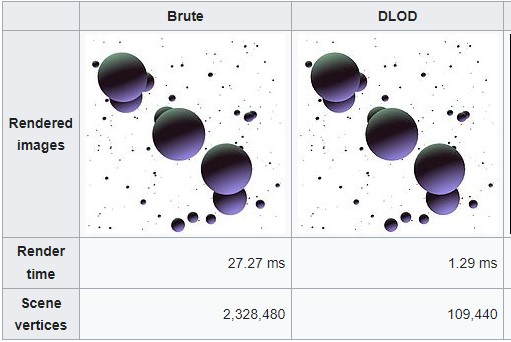 Brute DLOD
Rendered
images
Render
time 27.27 ms 1.29 ms
Scene
vertices 2,328,480 109,440